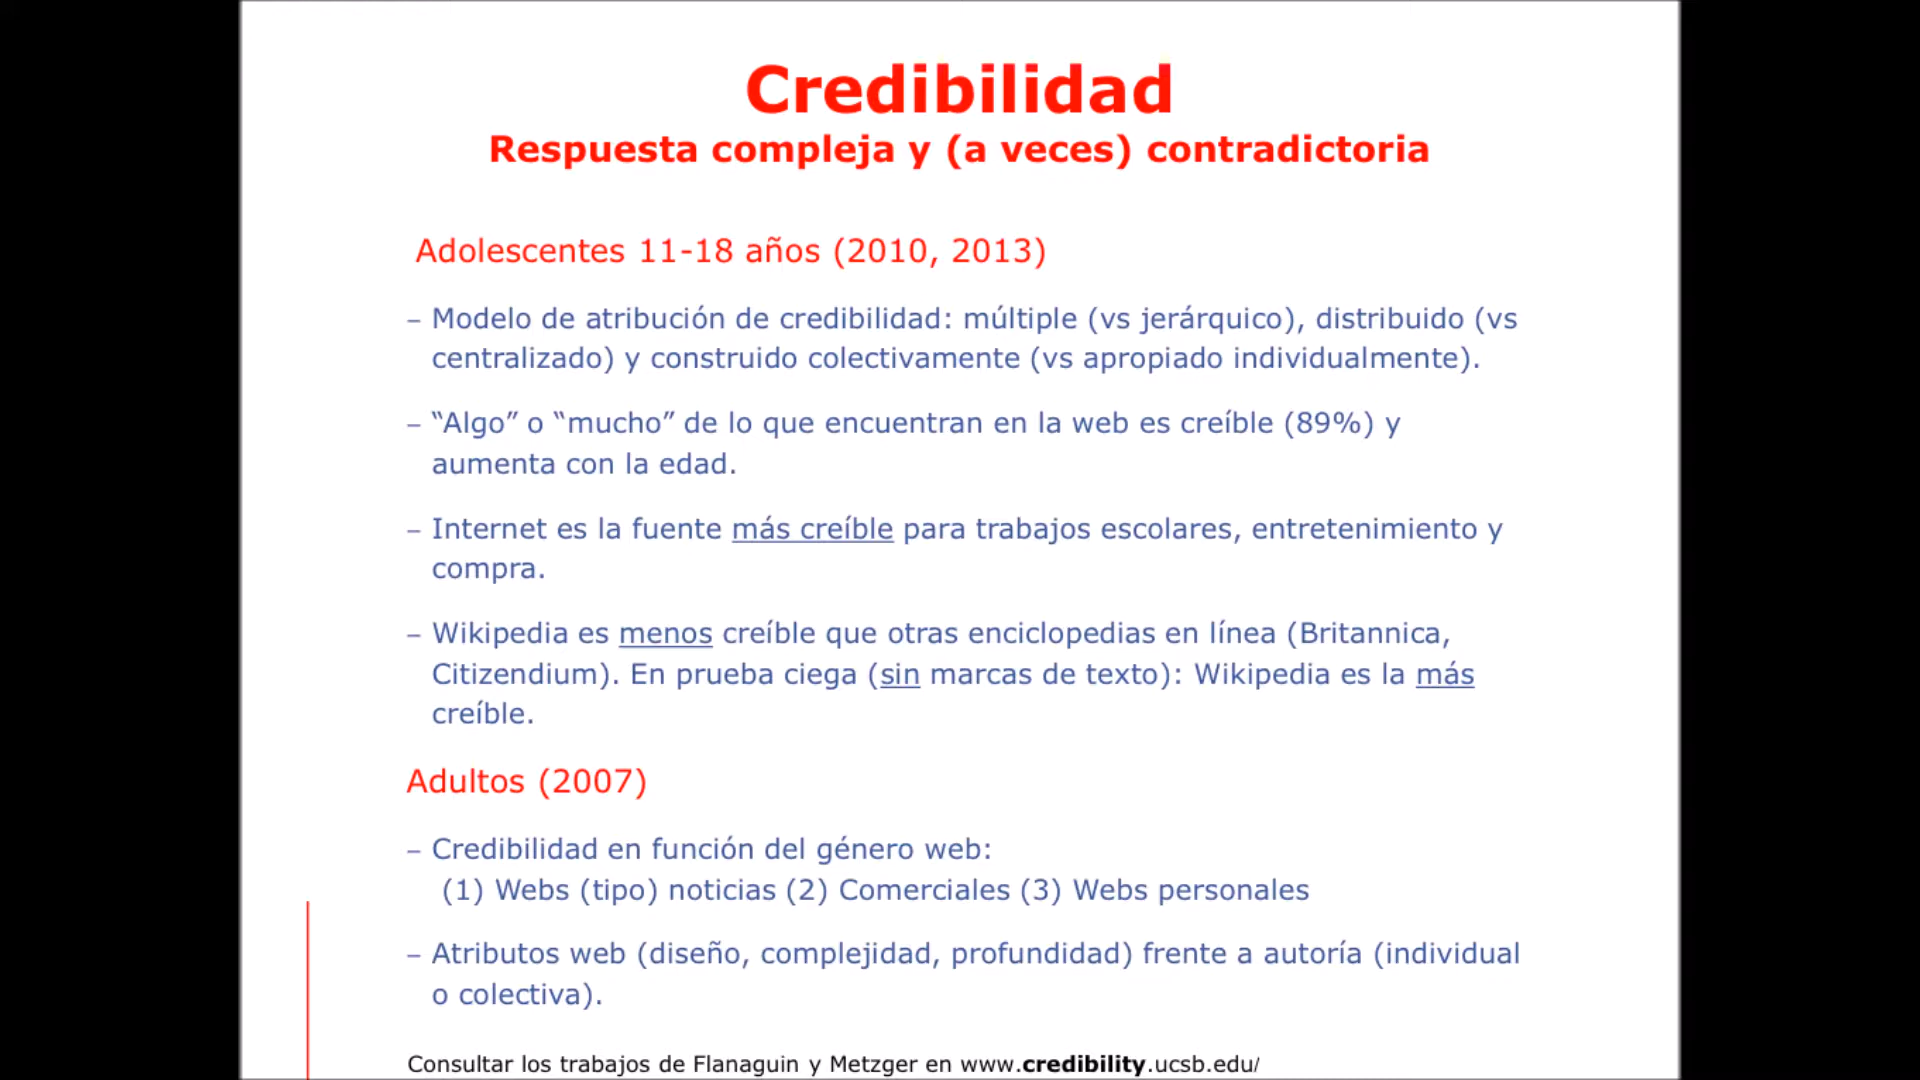 Credibilidad
Respuesta compleja y (a veces) contradictoria
Adolescentes 11-18 años (2010, 2013)
– Modelo de atribución de credibilidad: múltiple (vs jerárquico), distribuido (vs
centralizado) y construido colectivamente (vs apropiado individualmente).
– “Algo” o “mucho” de lo que encuentran en la web es creíble (89%) y
aumenta con la edad.
– Internet es la fuente más creíble para trabajos escolares, entretenimiento y
compra.
– Wikipedia es menos creíble que otras enciclopedias en línea (Britannica,
Citizendium). En prueba ciega (sin marcas de texto): Wikipedia es la más
creíble.
Adultos (2007)
– Credibilidad en función del género web:
(1) Webs (tipo) noticias (2) Comerciales (3) Webs personales
– Atributos web (diseño, complejidad, profundidad) frente a autoría (individual
o colectiva).
Consultar los trabajos de Flanaguin y Metzger en www.credibility.ucsb.edu/